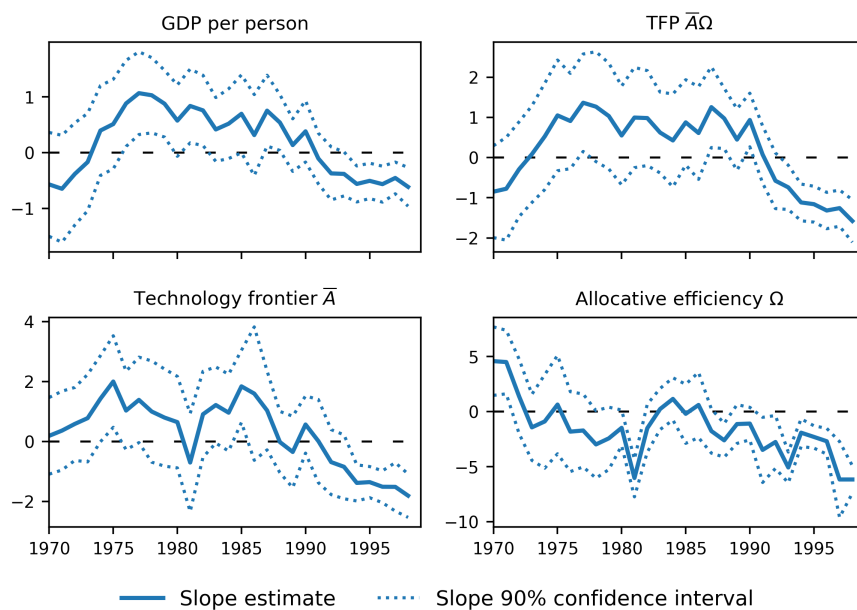 GDP per person
TFP A̅Ω
1
0
−1
2
1
0
−1
−2
Technology frontier A̅
Allocative efficiency Ω
4
2
0
−2
5
0
−5
−10
1970 1975 1980 1985 1990 1995
1970 1975 1980 1985 1990 1995
Slope estimate
Slope 90% confidence interval